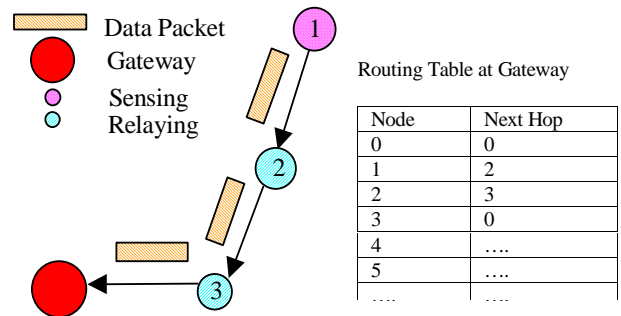 Data Packet
Gateway
Sensing
Relaying
1
2
3
Routing Table at Gateway
Node Next Hop
0 0
1 2
2 3
3 0
4 ….
5 ….
…. ….